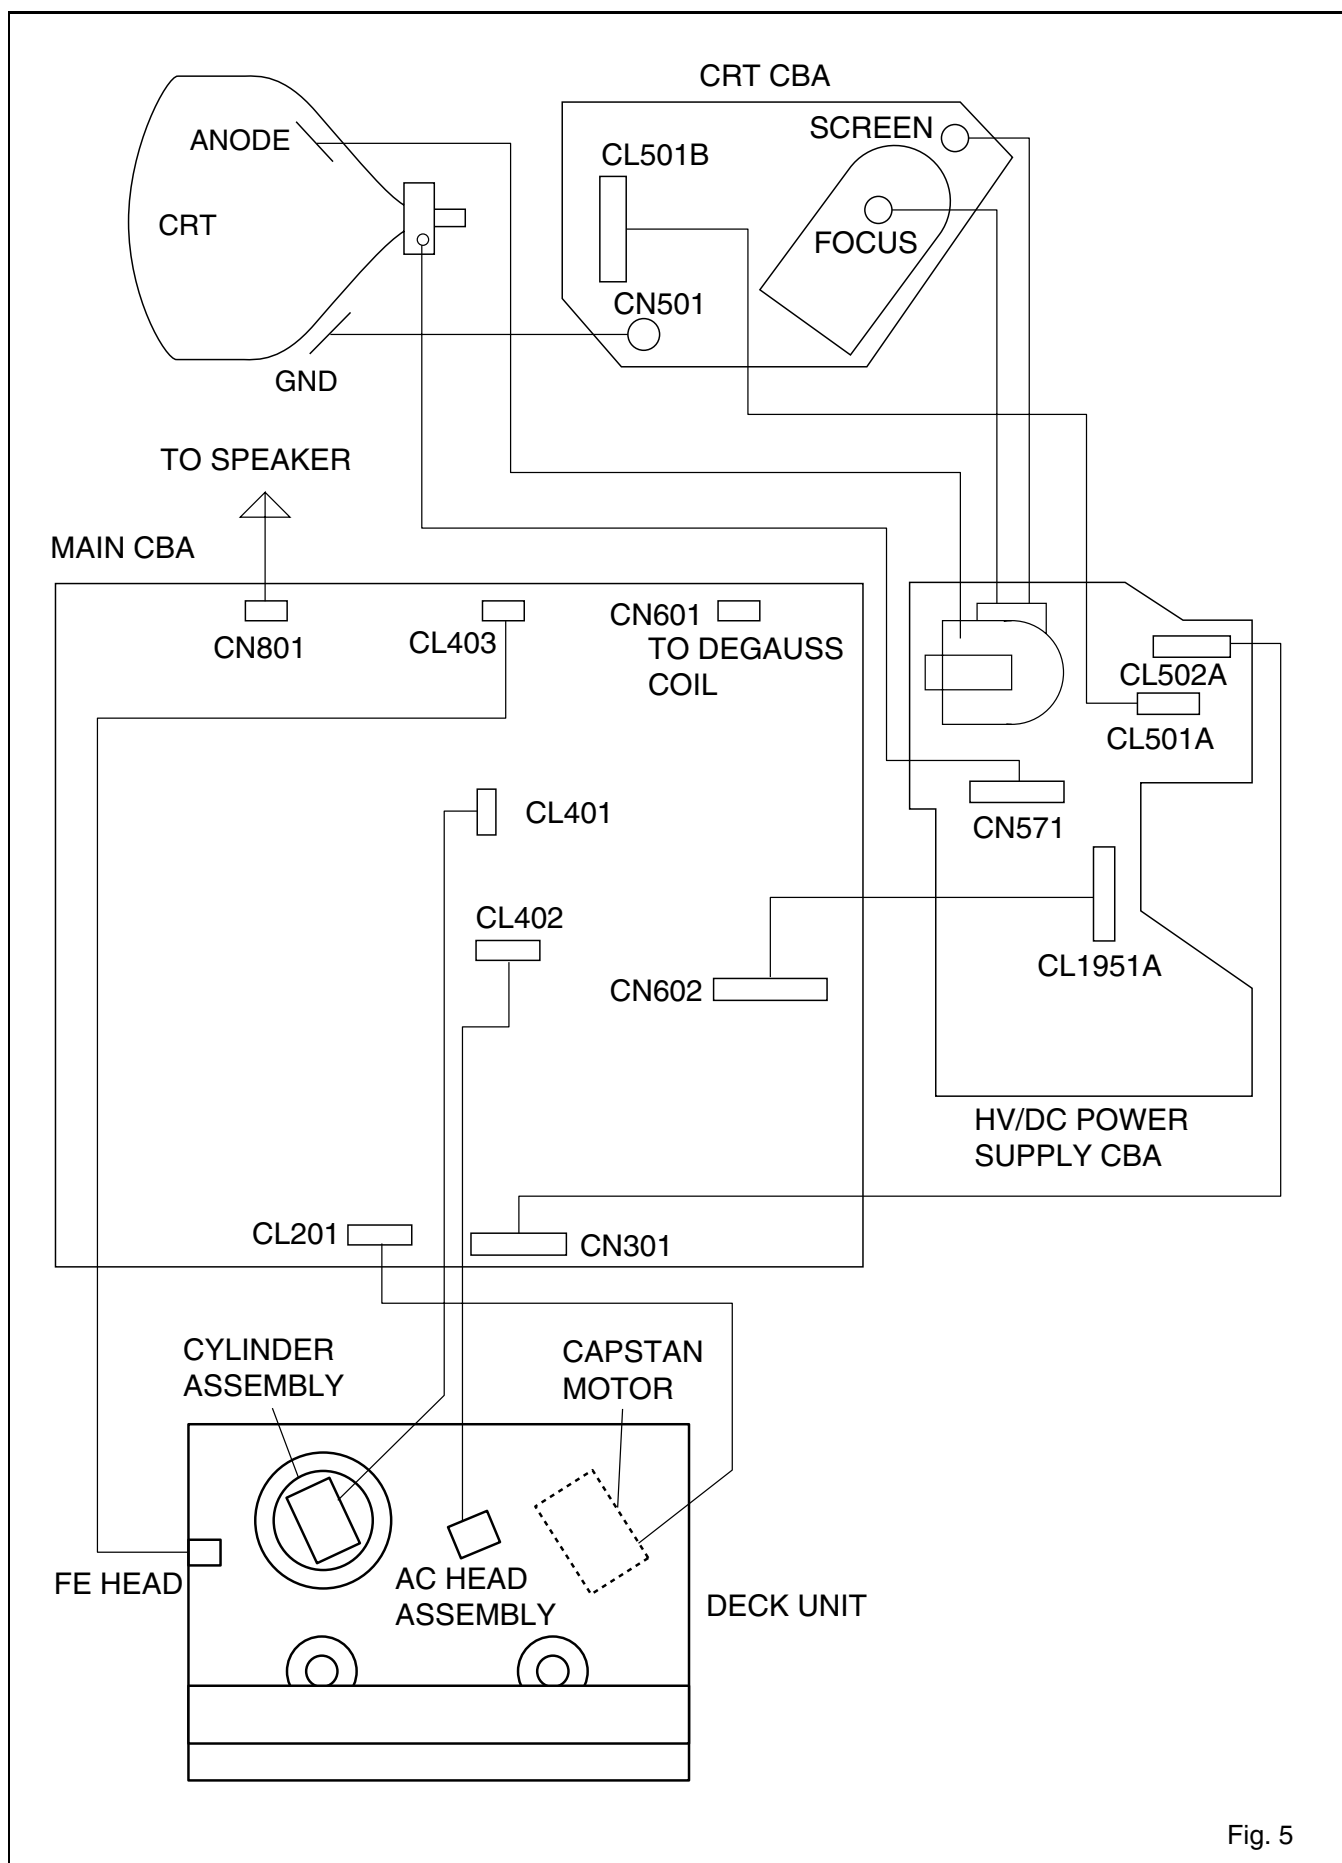 CRT CBA
SCREEN
ANODE
CL501B
CRT
FOCUS
CN501
GND
TO SPEAKER
MAIN CBA
CN801
CL403
CN601
TO DEGAUSS
COIL
CL502A
CL501A
CL401
CN571
CL402
CL1951A
CN602
HV/DC POWER
SUPPLY CBA
CL201
CN301
CYLINDER
ASSEMBLY
CAPSTAN
MOTOR
FE HEAD
AC HEAD
ASSEMBLY
DECK UNIT
Fig. 5